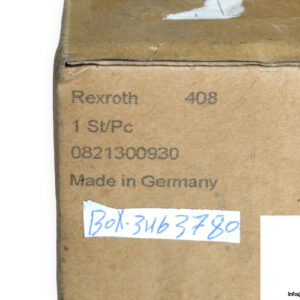 Rexroth 408
1 St/Pc
0821300930
Made in Germany
BOX-3463780